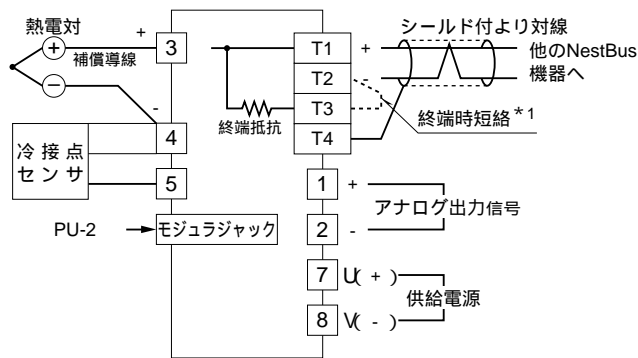 熱電対
+
+
補償導線
−
-
3
4
5
冷接点
センサ
PU-2
モジュラジャック
終端抵抗
T1
T2
T3
T4
+
-
シールド付より対線
他のNestBus
機器へ
終端時短絡*1
1
+
2
-
アナログ出力信号
7
U( + )
8
V( - )
供給電源